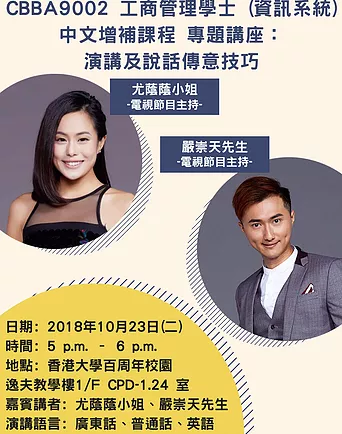 CBBA9002 工商管理學士 (資訊系統)
中文增補課程 專題講座：
演講及說話傳意技巧
尤蔭蔭小姐
-電視節目主持-
嚴崇天先生
-電視節目主持-
日期: 2018年10月23日(二)
時間: 5 p.m. - 6 p.m.
地點: 香港大學百周年校園
逸夫教學樓1/F CPD-1.24 室
嘉賓講者: 尤蔭蔭小姐、嚴崇天先生
演講語言: 廣東話、普通話、英語